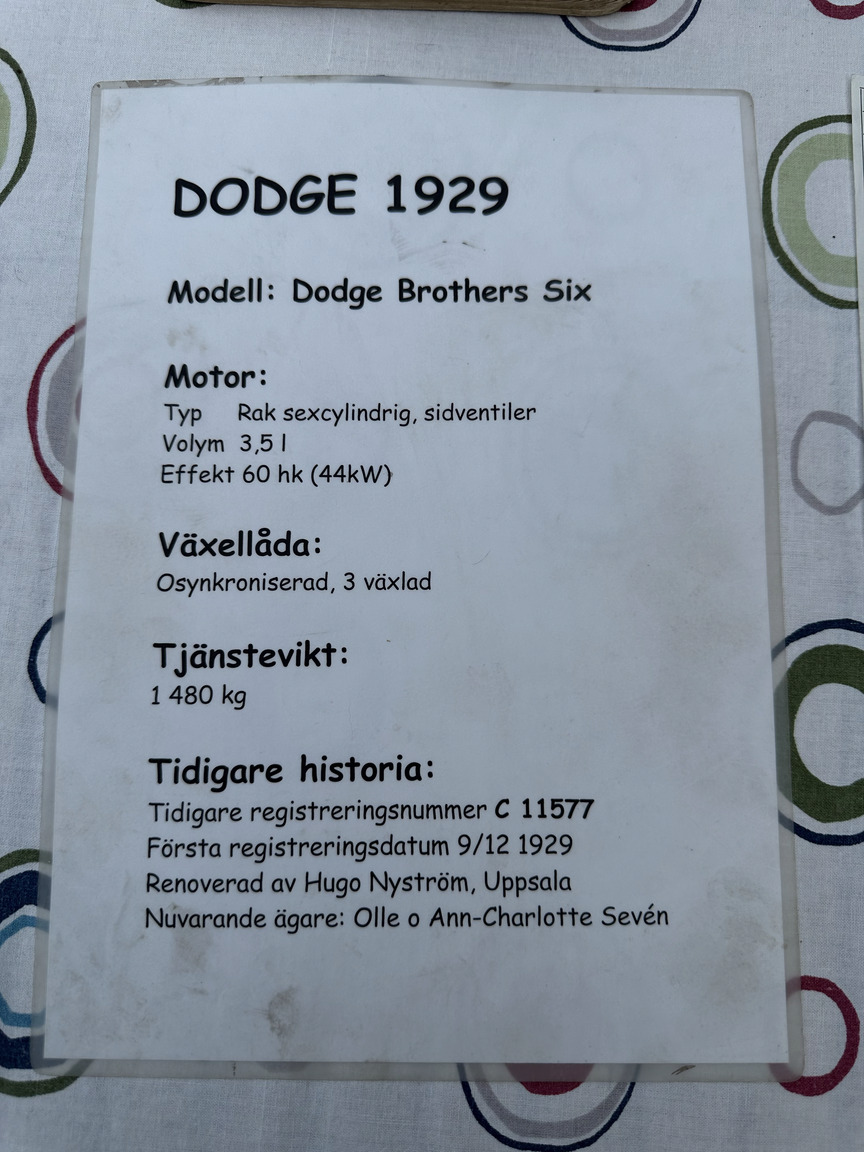 DODGE 1929
Modell: Dodge Brothers Six
Motor:
Typ Rak sexcylindrig, sidventiler
Volym 3,5 l
Effekt 60 hk (44kW)
Växellåda:
Osynkroniserad, 3 växlad
Tjänstevikt:
1 480 kg
Tidigare historia:
Tidigare registreringsnummer C 11577
Första registreringsdatum 9/12 1929
Renoverad av Hugo Nyström, Uppsala
Nuvarande ägare: Olle o Ann-Charlotte Sevén